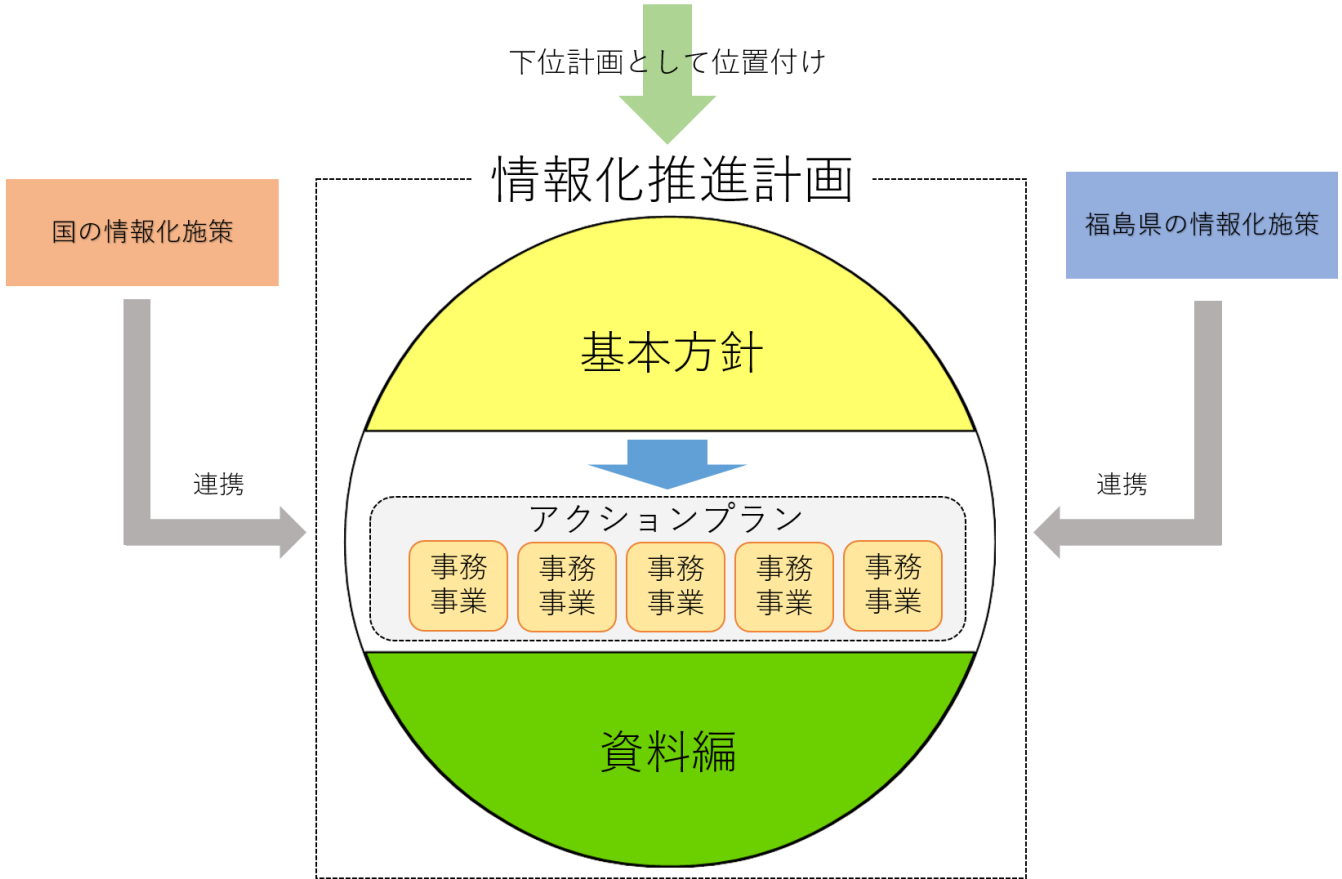 下位計画として位置付け
情報化推進計画
国の情報化施策
福島県の情報化施策
基本方針
連携
連携
アクションプラン
事務
事業
事務
事業
事務
事業
事務
事業
事務
事業
資料編